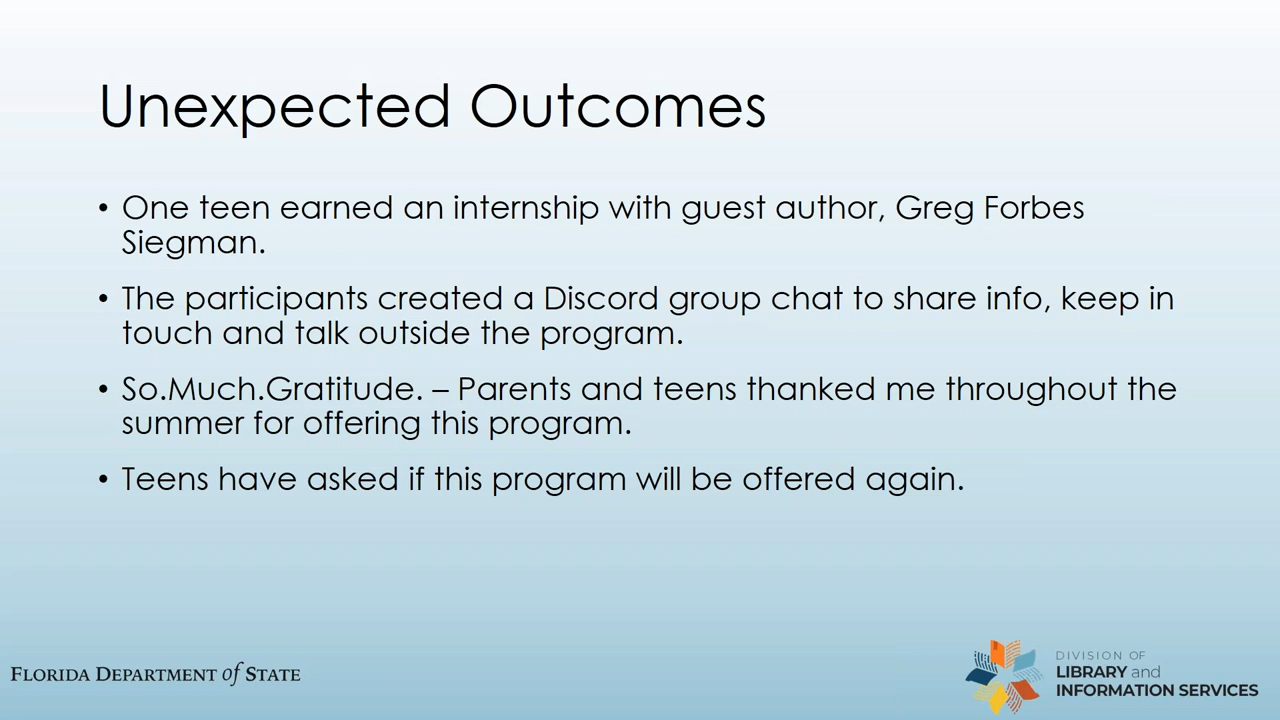 Unexpected Outcomes
• One teen earned an internship with guest author, Greg Forbes
Siegman.
• The participants created a Discord group chat to share info, keep in
touch and talk outside the program.
• So.Much.Gratitude. – Parents and teens thanked me throughout the
summer for offering this program.
• Teens have asked if this program will be offered again.
FLORIDA DEPARTMENT of STATE
DIVISION OF
LIBRARY and
INFORMATION SERVICES